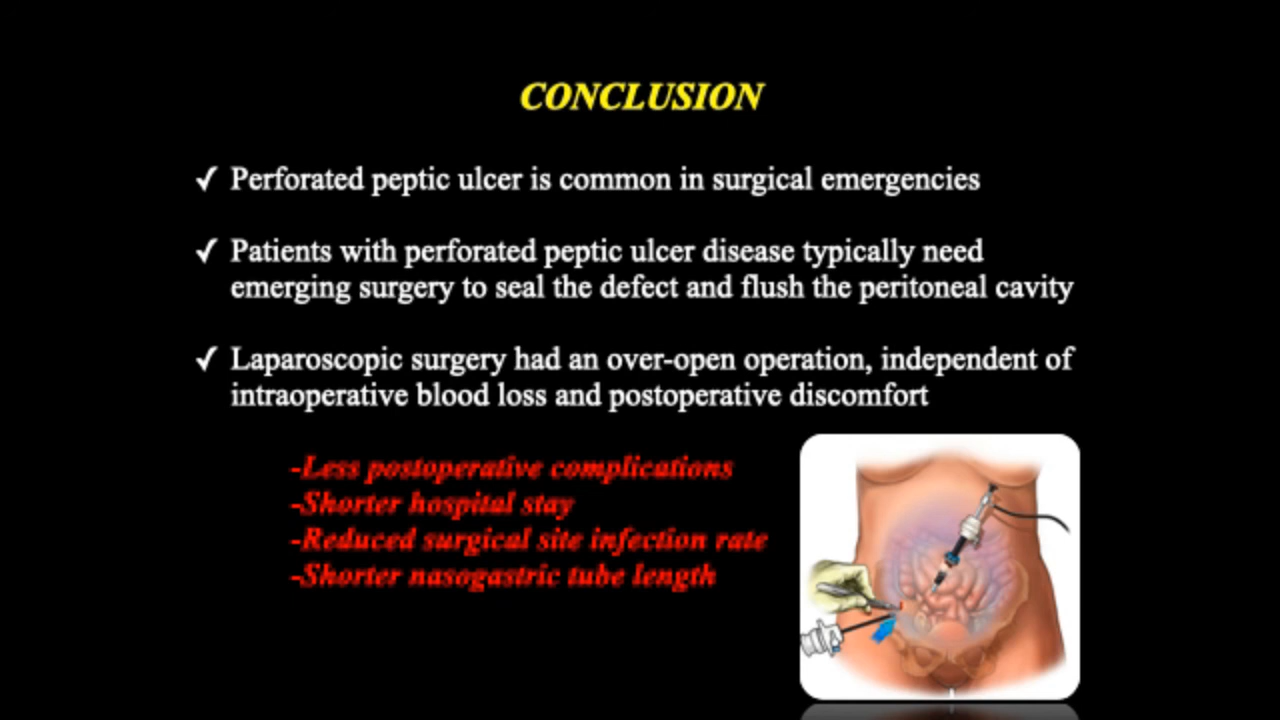 CONCLUSION
✓ Perforated peptic ulcer is common in surgical emergencies
✓ Patients with perforated peptic ulcer disease typically need
emerging surgery to seal the defect and flush the peritoneal cavity
✓ Laparoscopic surgery had an over-open operation, independent of
intraoperative blood loss and postoperative discomfort
-Less postoperative complications
-Shorter hospital stay
-Reduced surgical site infection rate
-Shorter nasogastric tube length